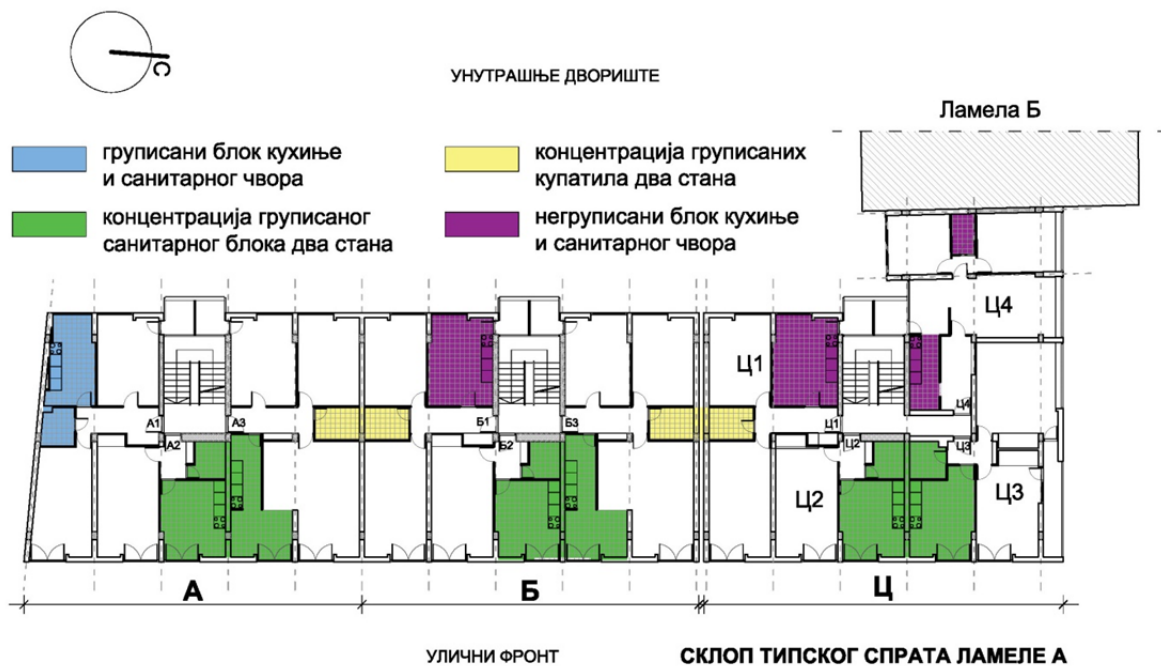 С
УНУТРАШЊЕ ДВОРИШТЕ
Ламела Б
груписани блок кухиње
и санитарног чвора
концентрација груписаних
купатила два стана
концентрација груписаног
санитарног блока два стана
негруписани блок кухиње
и санитарног чвора
Ц4
Ц1
Ц4
А1
А3
Б1
Б3
Ц1
А2
Б2
Ц2
Ц3
Ц2
Ц3
А
Б
Ц
УЛИЧНИ ФРОНТ
СКЛОП ТИПСКОГ СПРАТА ЛАМЕЛЕ А